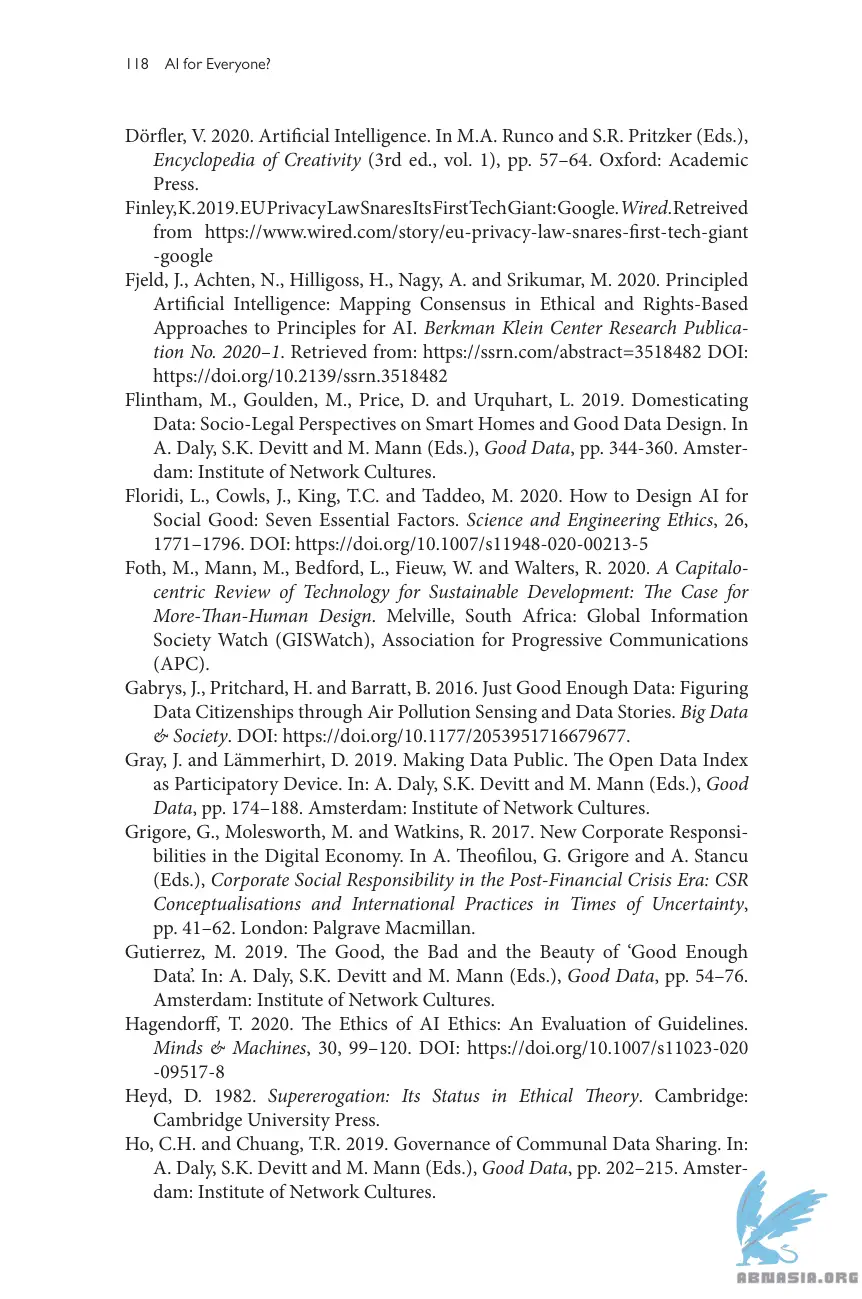 118 AI for Everyone?
Dörfler, V. 2020. Artificial Intelligence. In M.A. Runco and S.R. Pritzker (Eds.),
Encyclopedia of Creativity (3rd ed., vol. 1), pp. 57–64. Oxford: Academic
Press.
Finley, K. 2019. EU Privacy Law Snares Its First Tech Giant: Google. Wired. Retreived
from https://www.wired.com/story/eu-privacy-law-snares-first-tech-giant
-google
Fjeld, J., Achten, N., Hilligoss, H., Nagy, A. and Srikumar, M. 2020. Principled
Artificial Intelligence: Mapping Consensus in Ethical and Rights-Based
Approaches to Principles for AI. Berkman Klein Center Research Publica-
tion No. 2020–1. Retrieved from: https://ssrn.com/abstract=3518482 DOI:
https://doi.org/10.2139/ssrn.3518482
Flintham, M., Goulden, M., Price, D. and Urquhart, L. 2019. Domesticating
Data: Socio-Legal Perspectives on Smart Homes and Good Data Design. In
A. Daly, S.K. Devitt and M. Mann (Eds.), Good Data, pp. 344-360. Amster-
dam: Institute of Network Cultures.
Floridi, L., Cowls, J., King, T.C. and Taddeo, M. 2020. How to Design AI for
Social Good: Seven Essential Factors. Science and Engineering Ethics, 26,
1771–1796. DOI: https://doi.org/10.1007/s11948-020-00213-5
Foth, M., Mann, M., Bedford, L., Fieuw, W. and Walters, R. 2020. A Capitalo-
centric Review of Technology for Sustainable Development: The Case for
More-Than-Human Design. Melville, South Africa: Global Information
Society Watch (GISWatch), Association for Progressive Communications
(APC).
Gabrys, J., Pritchard, H. and Barratt, B. 2016. Just Good Enough Data: Figuring
Data Citizenships through Air Pollution Sensing and Data Stories. Big Data
& Society. DOI: https://doi.org/10.1177/2053951716679677.
Gray, J. and Lämmerhirt, D. 2019. Making Data Public. The Open Data Index
as Participatory Device. In: A. Daly, S.K. Devitt and M. Mann (Eds.), Good
Data, pp. 174–188. Amsterdam: Institute of Network Cultures.
Grigore, G., Molesworth, M. and Watkins, R. 2017. New Corporate Responsi-
bilities in the Digital Economy. In A. Theofilou, G. Grigore and A. Stancu
(Eds.), Corporate Social Responsibility in the Post-Financial Crisis Era: CSR
Conceptualisations and International Practices in Times of Uncertainty,
pp. 41–62. London: Palgrave Macmillan.
Gutierrez, M. 2019. The Good, the Bad and the Beauty of ‘Good Enough
Data’. In: A. Daly, S.K. Devitt and M. Mann (Eds.), Good Data, pp. 54–76.
Amsterdam: Institute of Network Cultures.
Hagendorff, T. 2020. The Ethics of AI Ethics: An Evaluation of Guidelines.
Minds & Machines, 30, 99–120. DOI: https://doi.org/10.1007/s11023-020
-09517-8
Heyd, D. 1982. Supererogation: Its Status in Ethical Theory. Cambridge:
Cambridge University Press.
Ho, C.H. and Chuang, T.R. 2019. Governance of Communal Data Sharing. In:
A. Daly, S.K. Devitt and M. Mann (Eds.), Good Data, pp. 202–215. Amster-
dam: Institute of Network Cultures.
ABNASIA.ORG